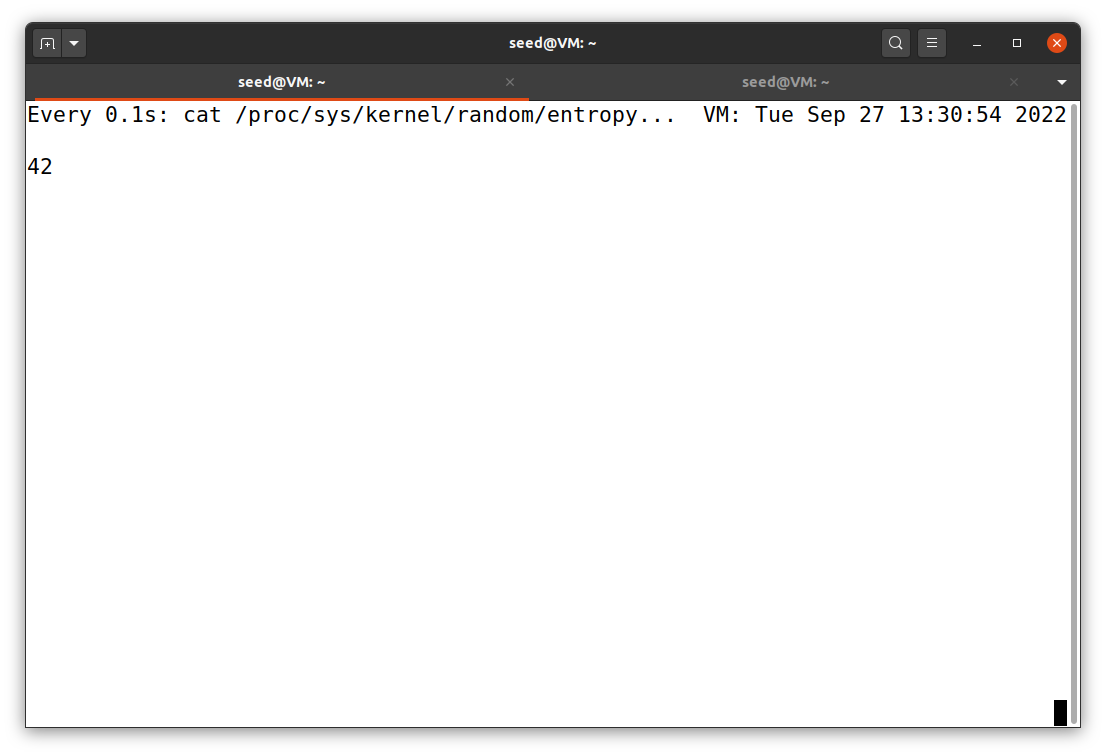 seed@VM: ~
seed@VM: ~ seed@VM: ~
Every 0.1s: cat /proc/sys/kernel/random/entropy...  VM: Tue Sep 27 13:30:54 2022
42